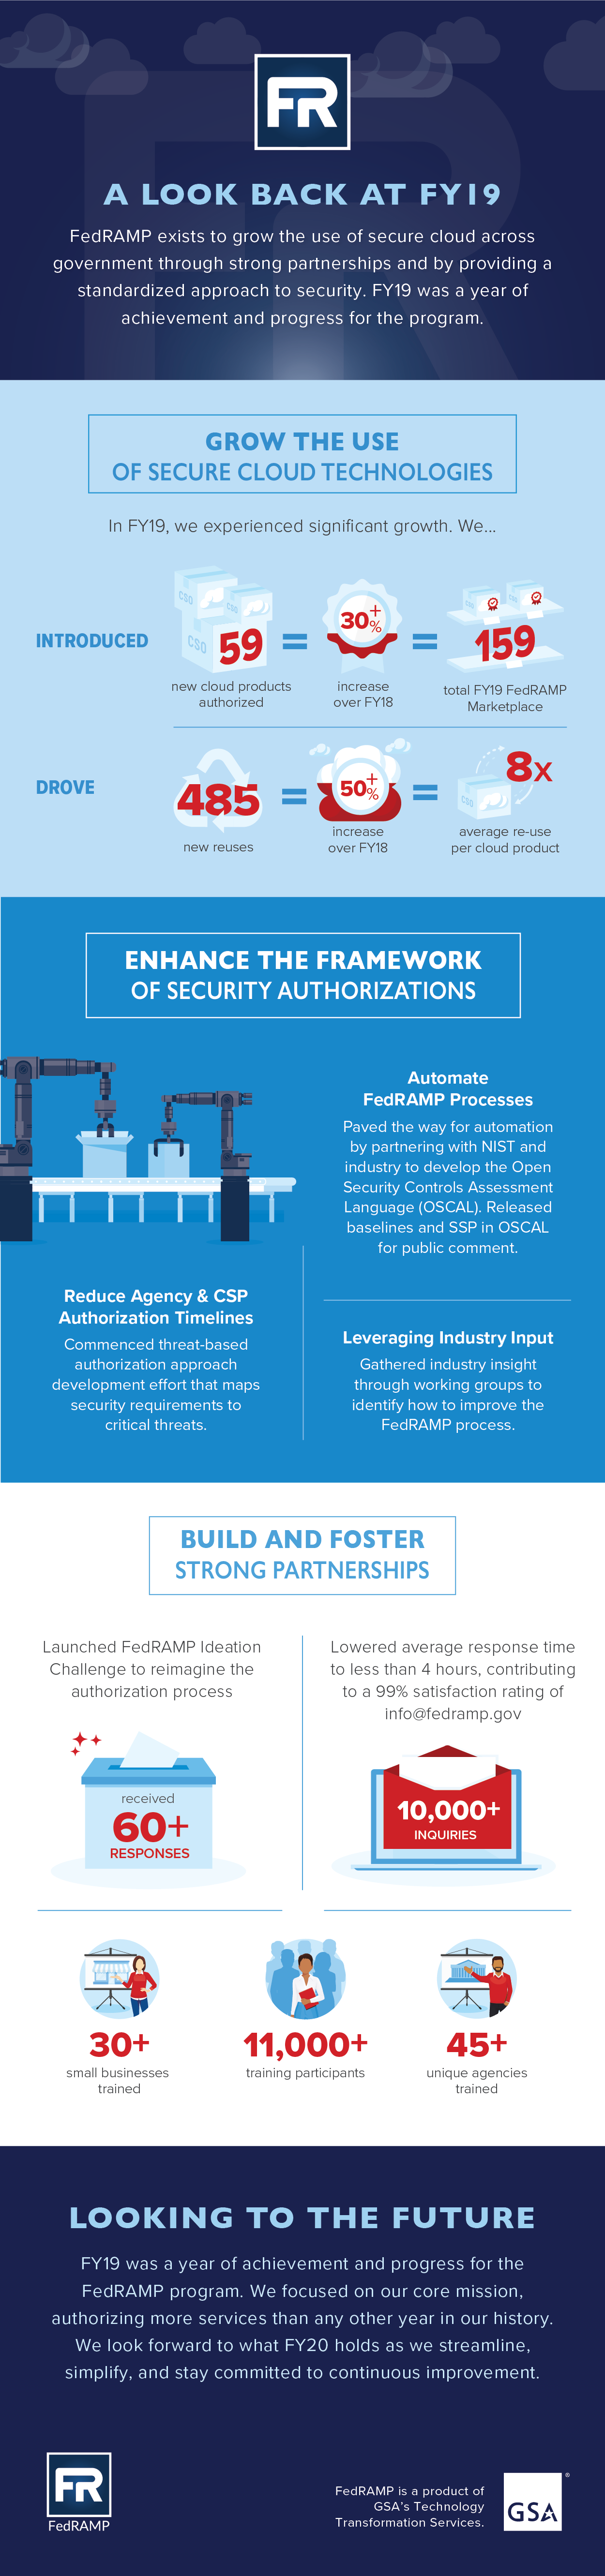 FR
A LOOK BACK AT FY19
FedRAMP exists to grow the use of secure cloud across
government through strong partnerships and by providing a
standardized approach to security. FY19 was a year of
achievement and progress for the program.
GROW THE USE
OF SECURE CLOUD TECHNOLOGIES
In FY19, we experienced significant growth. We...
INTRODUCED
CSO
CSO
CSO
59
=
30+
%
=
159
new cloud products
authorized
increase
over FY18
total FY19 FedRAMP
Marketplace
DROVE
485
=
50+
%
=
CSO
8x
new reuses
increase
over FY18
average re-use
per cloud product
ENHANCE THE FRAMEWORK
OF SECURITY AUTHORIZATIONS
Automate
FedRAMP Processes
Paved the way for automation
by partnering with NIST and
industry to develop the Open
Security Controls Assessment
Language (OSCAL). Released
baselines and SSP in OSCAL
for public comment.
Reduce Agency & CSP
Authorization Timelines
Commenced threat-based
authorization approach
development effort that maps
security requirements to
critical threats.
Leveraging Industry Input
Gathered industry insight
through working groups to
identify how to improve the
FedRAMP process.
BUILD AND FOSTER
STRONG PARTNERSHIPS
Launched FedRAMP Ideation
Challenge to reimagine the
authorization process
received
60+
RESPONSES
Lowered average response time
to less than 4 hours, contributing
to a 99% satisfaction rating of
info@fedramp.gov
10,000+
INQUIRIES
30+
small businesses
trained
11,000+
training participants
45+
unique agencies
trained
LOOKING TO THE FUTURE
FY19 was a year of achievement and progress for the
FedRAMP program. We focused on our core mission,
authorizing more services than any other year in our history.
We look forward to what FY20 holds as we streamline,
simplify, and stay committed to continuous improvement.
FR
FedRAMP
FedRAMP is a product of
GSA's Technology
Transformation Services.
GSA
®